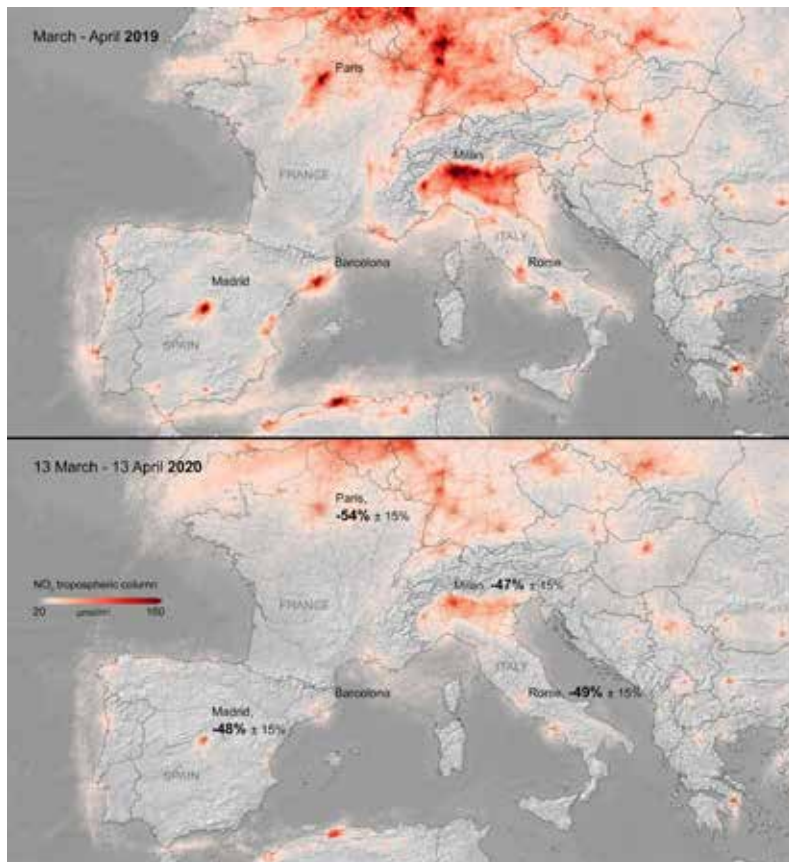 March - April 2019
Paris
FRANCE
Milan
ITALY
Barcelona
Rome
Madrid
SPAIN
13 March - 13 April 2020
Paris,
-54% ± 15%
NO₂ tropospheric column
20 160
FRANCE
Milan, -47% ± 15%
ITALY
Barcelona
Rome, -49% ± 15%
Madrid,
-48% ± 15%
SPAIN